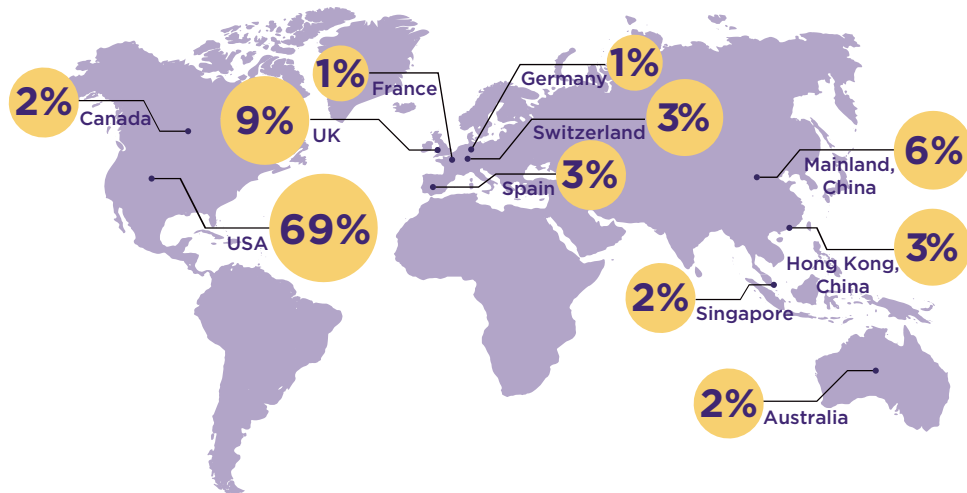 2%
Canada
9%
UK
69%
USA
1%
France
1%
Germany
3%
Switzerland
3%
Spain
6%
Mainland,
China
3%
Hong Kong,
China
2%
Singapore
2%
Australia